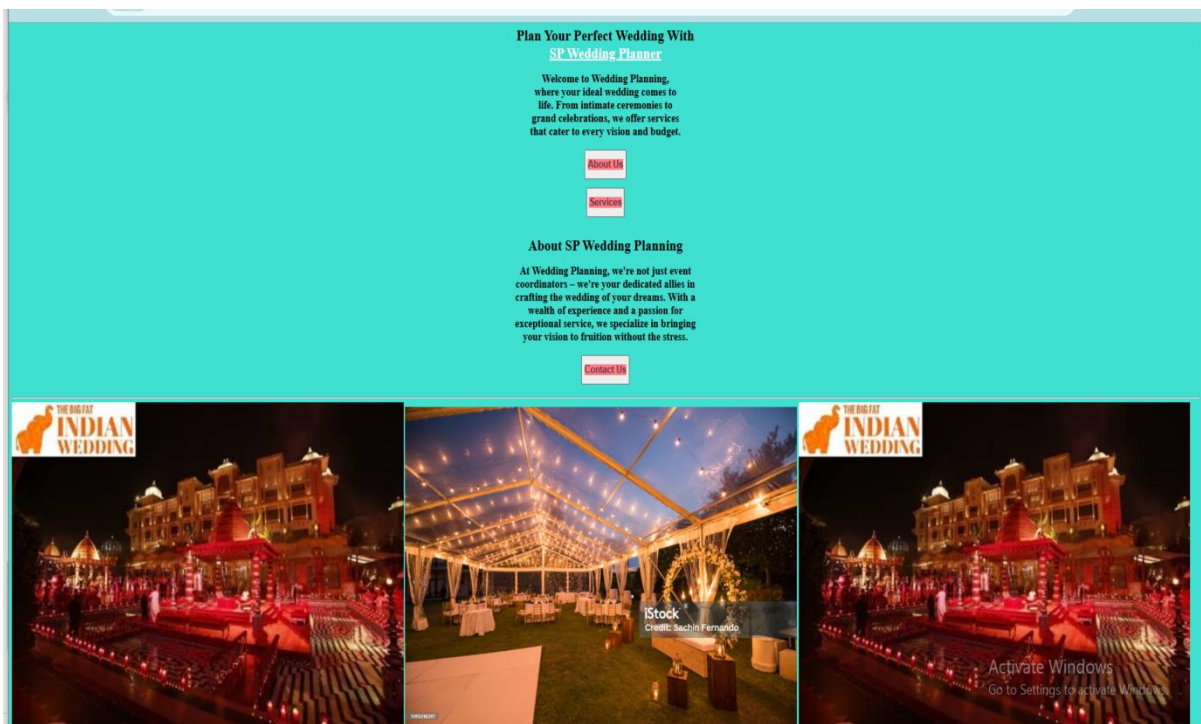 Plan Your Perfect Wedding With
SP Wedding Planner
Welcome to Wedding Planning,
where your ideal wedding comes to
life. From intimate ceremonies to
grand celebrations, we offer services
that cater to every vision and budget.
About Us
Services
About SP Wedding Planning
At Wedding Planning, we're not just event
coordinators – we're your dedicated allies in
crafting the wedding of your dreams. With a
wealth of experience and a passion for
exceptional service, we specialize in bringing
your vision to fruition without the stress.
Contact Us
THE BIG FAT
INDIAN
WEDDING
iStock
Credit: Sachin Fernando
THE BIG FAT
INDIAN
WEDDING
Activate Windows
Go to Settings to activate Windows.